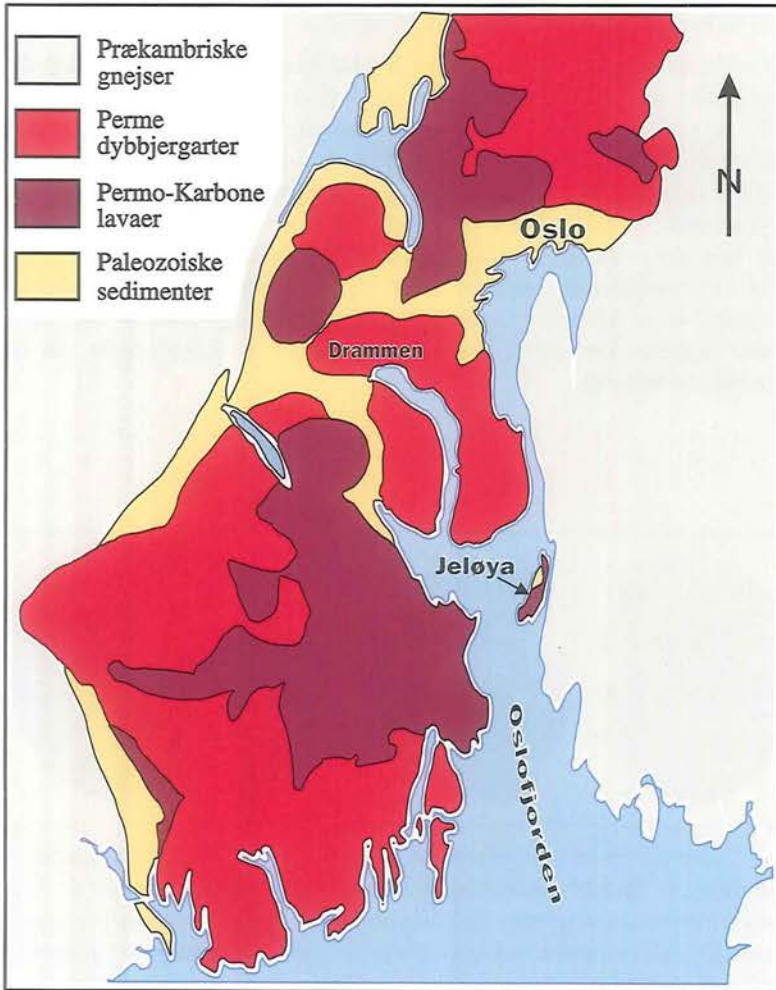 Prækambriske
gnejser
Perme
dybbjergarter
Permo-Karbone
lavaer
Paleozoiske
sedimenter
N
Oslo
Drammen
Jeløya
Oslofjorden